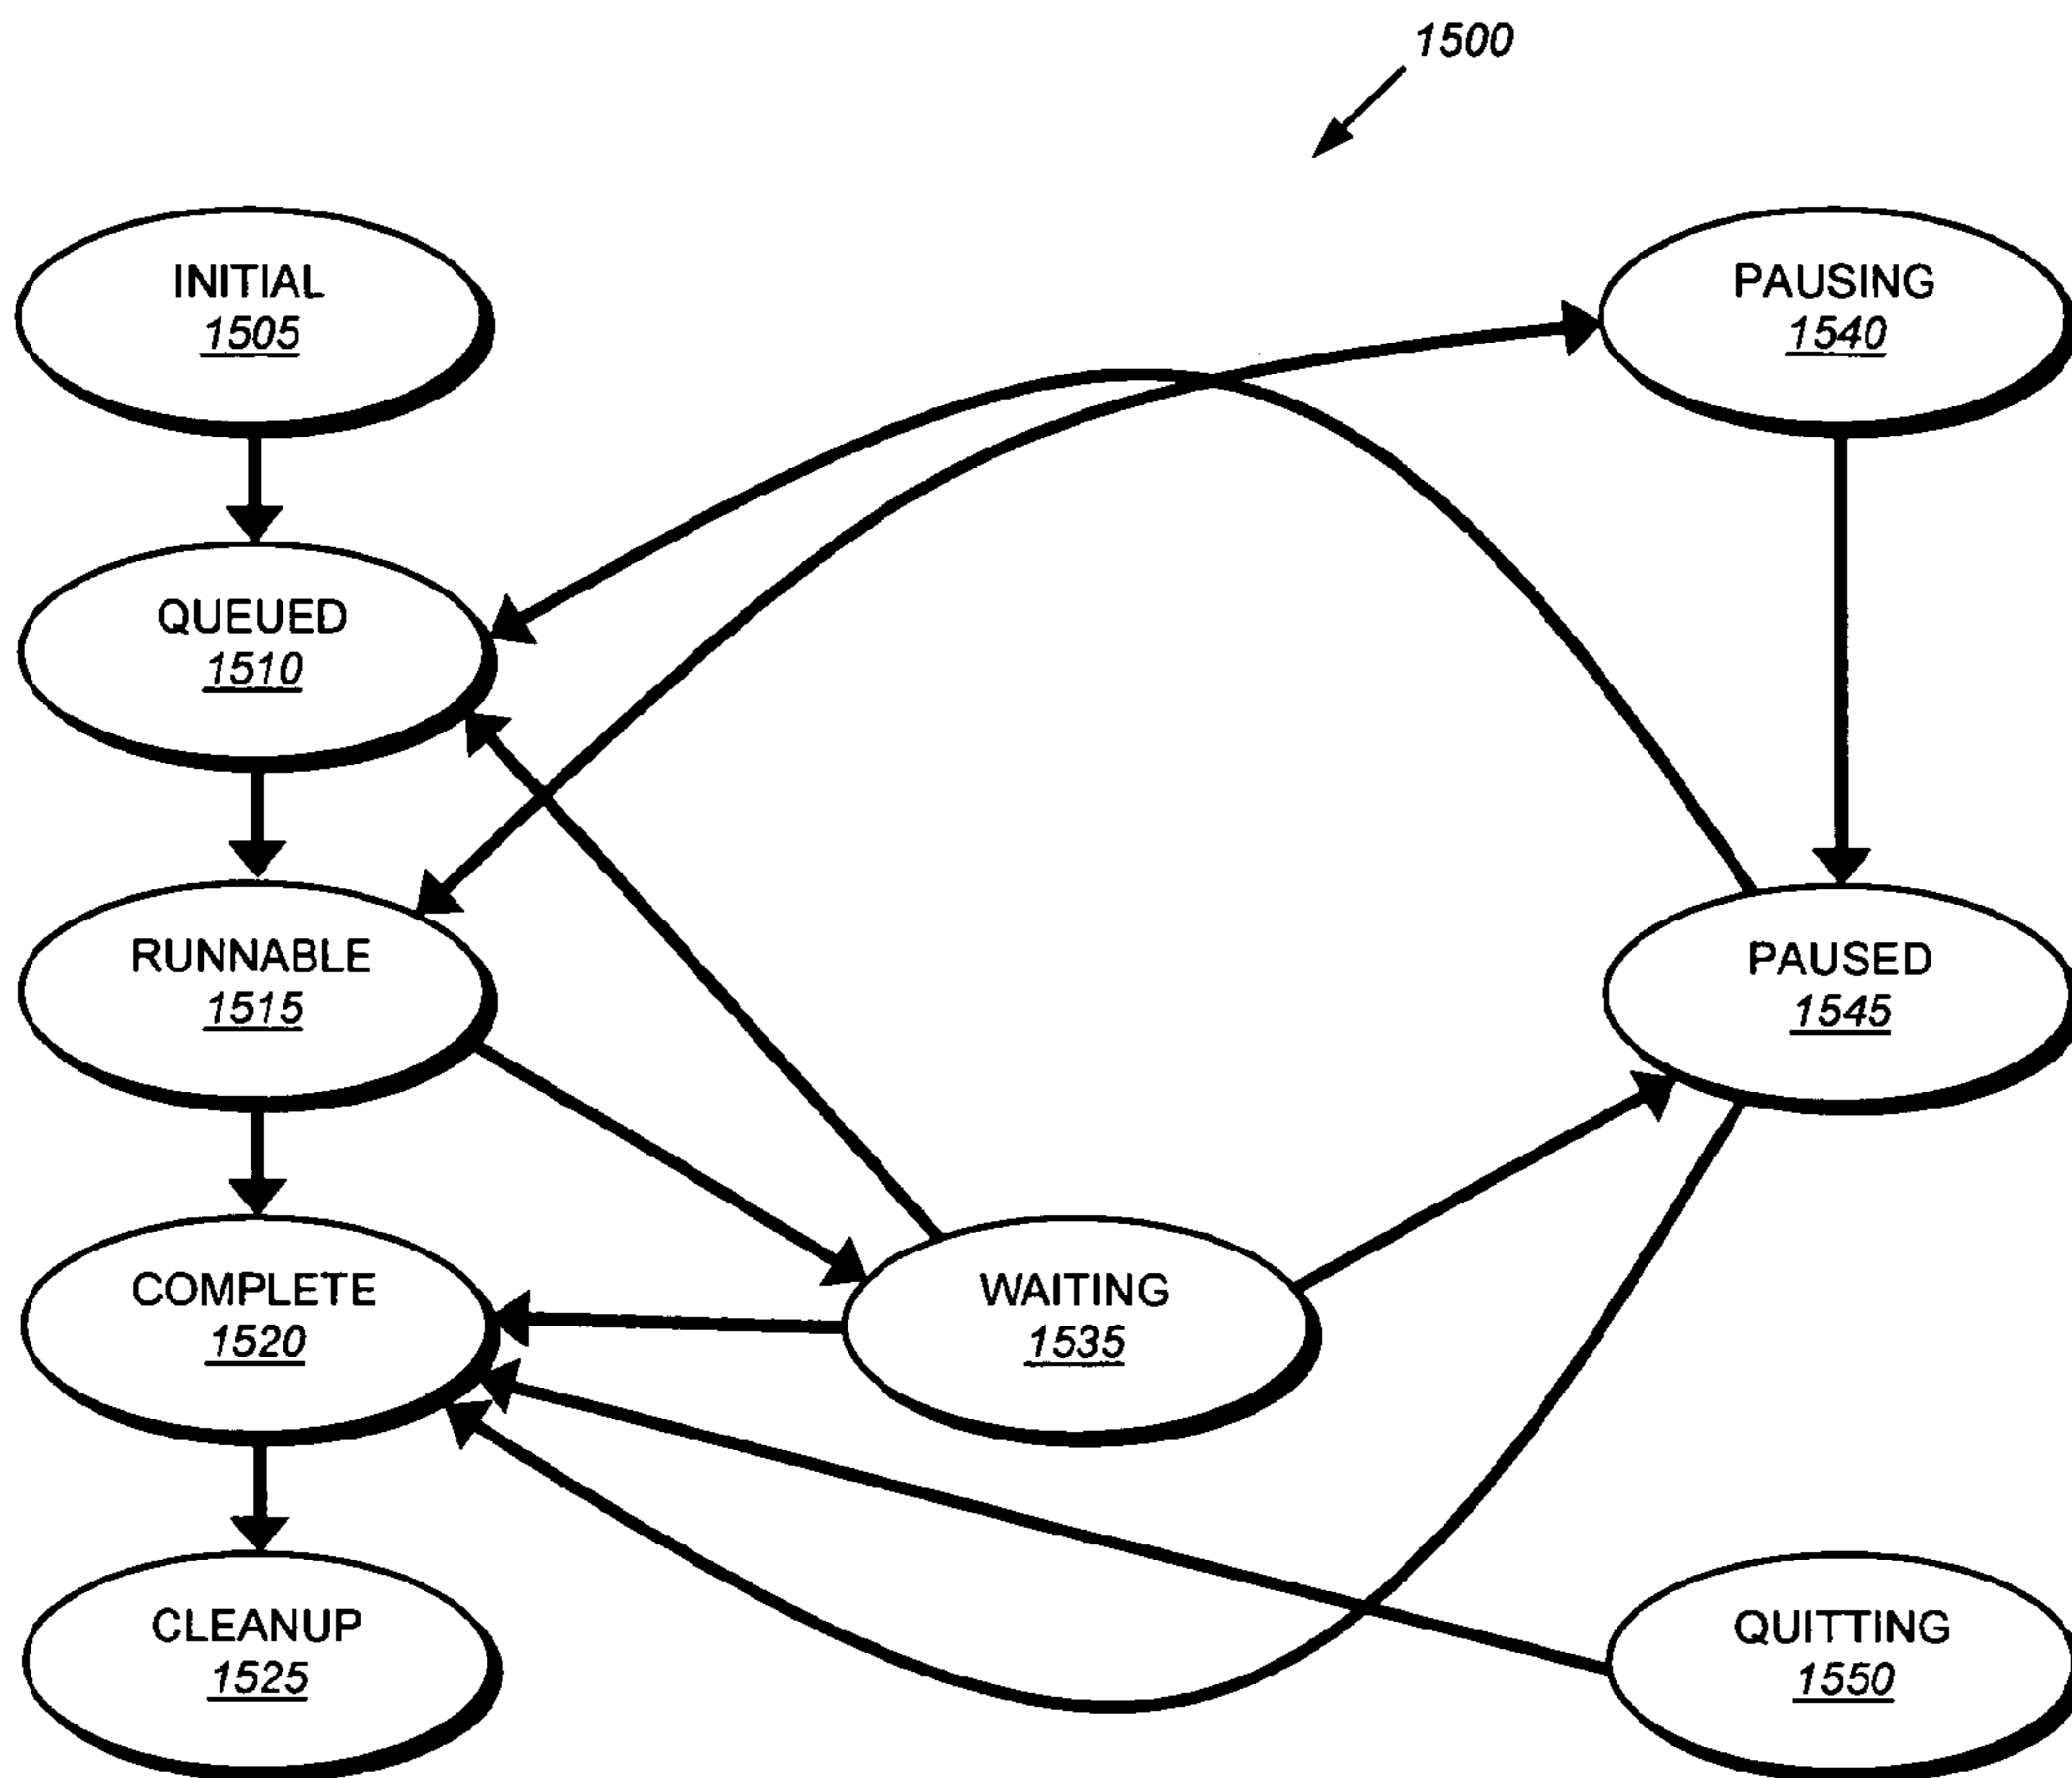 1500
INITIAL
1505
PAUSING
1540
QUEUED
1510
RUNNABLE
1515
PAUSED
1545
COMPLETE
1520
WAITING
1535
CLEANUP
1525
QUITTING
1550